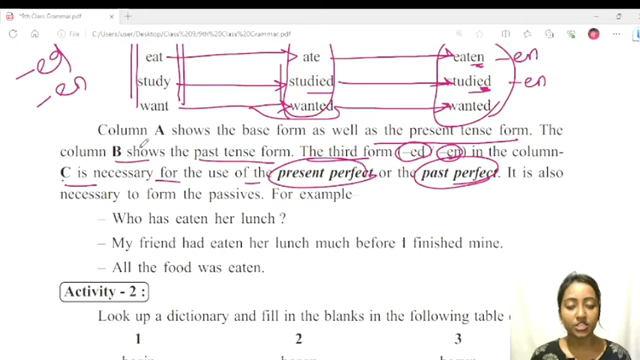 "9th Class Grammar.pdf
File | C:/Users/user/Desktop/Class%209/9th%20Class%20Grammar.pdf
eat ate eaten -en
-ed study studied studied -en
-en want wanted wanted
Column A shows the base form as well as the present tense form. The
column B shows the past tense form. The third form (–ed –en in the column-
C is necessary for the use of the present perfect or the past perfect. It is also
necessary to form the passives. For example–
– Who has eaten her lunch ?
– My friend had eaten her lunch much before I finished mine.
– All the food was eaten.
Activity - 2 :
Look up a dictionary and fill in the blanks in the following table
1 2 3